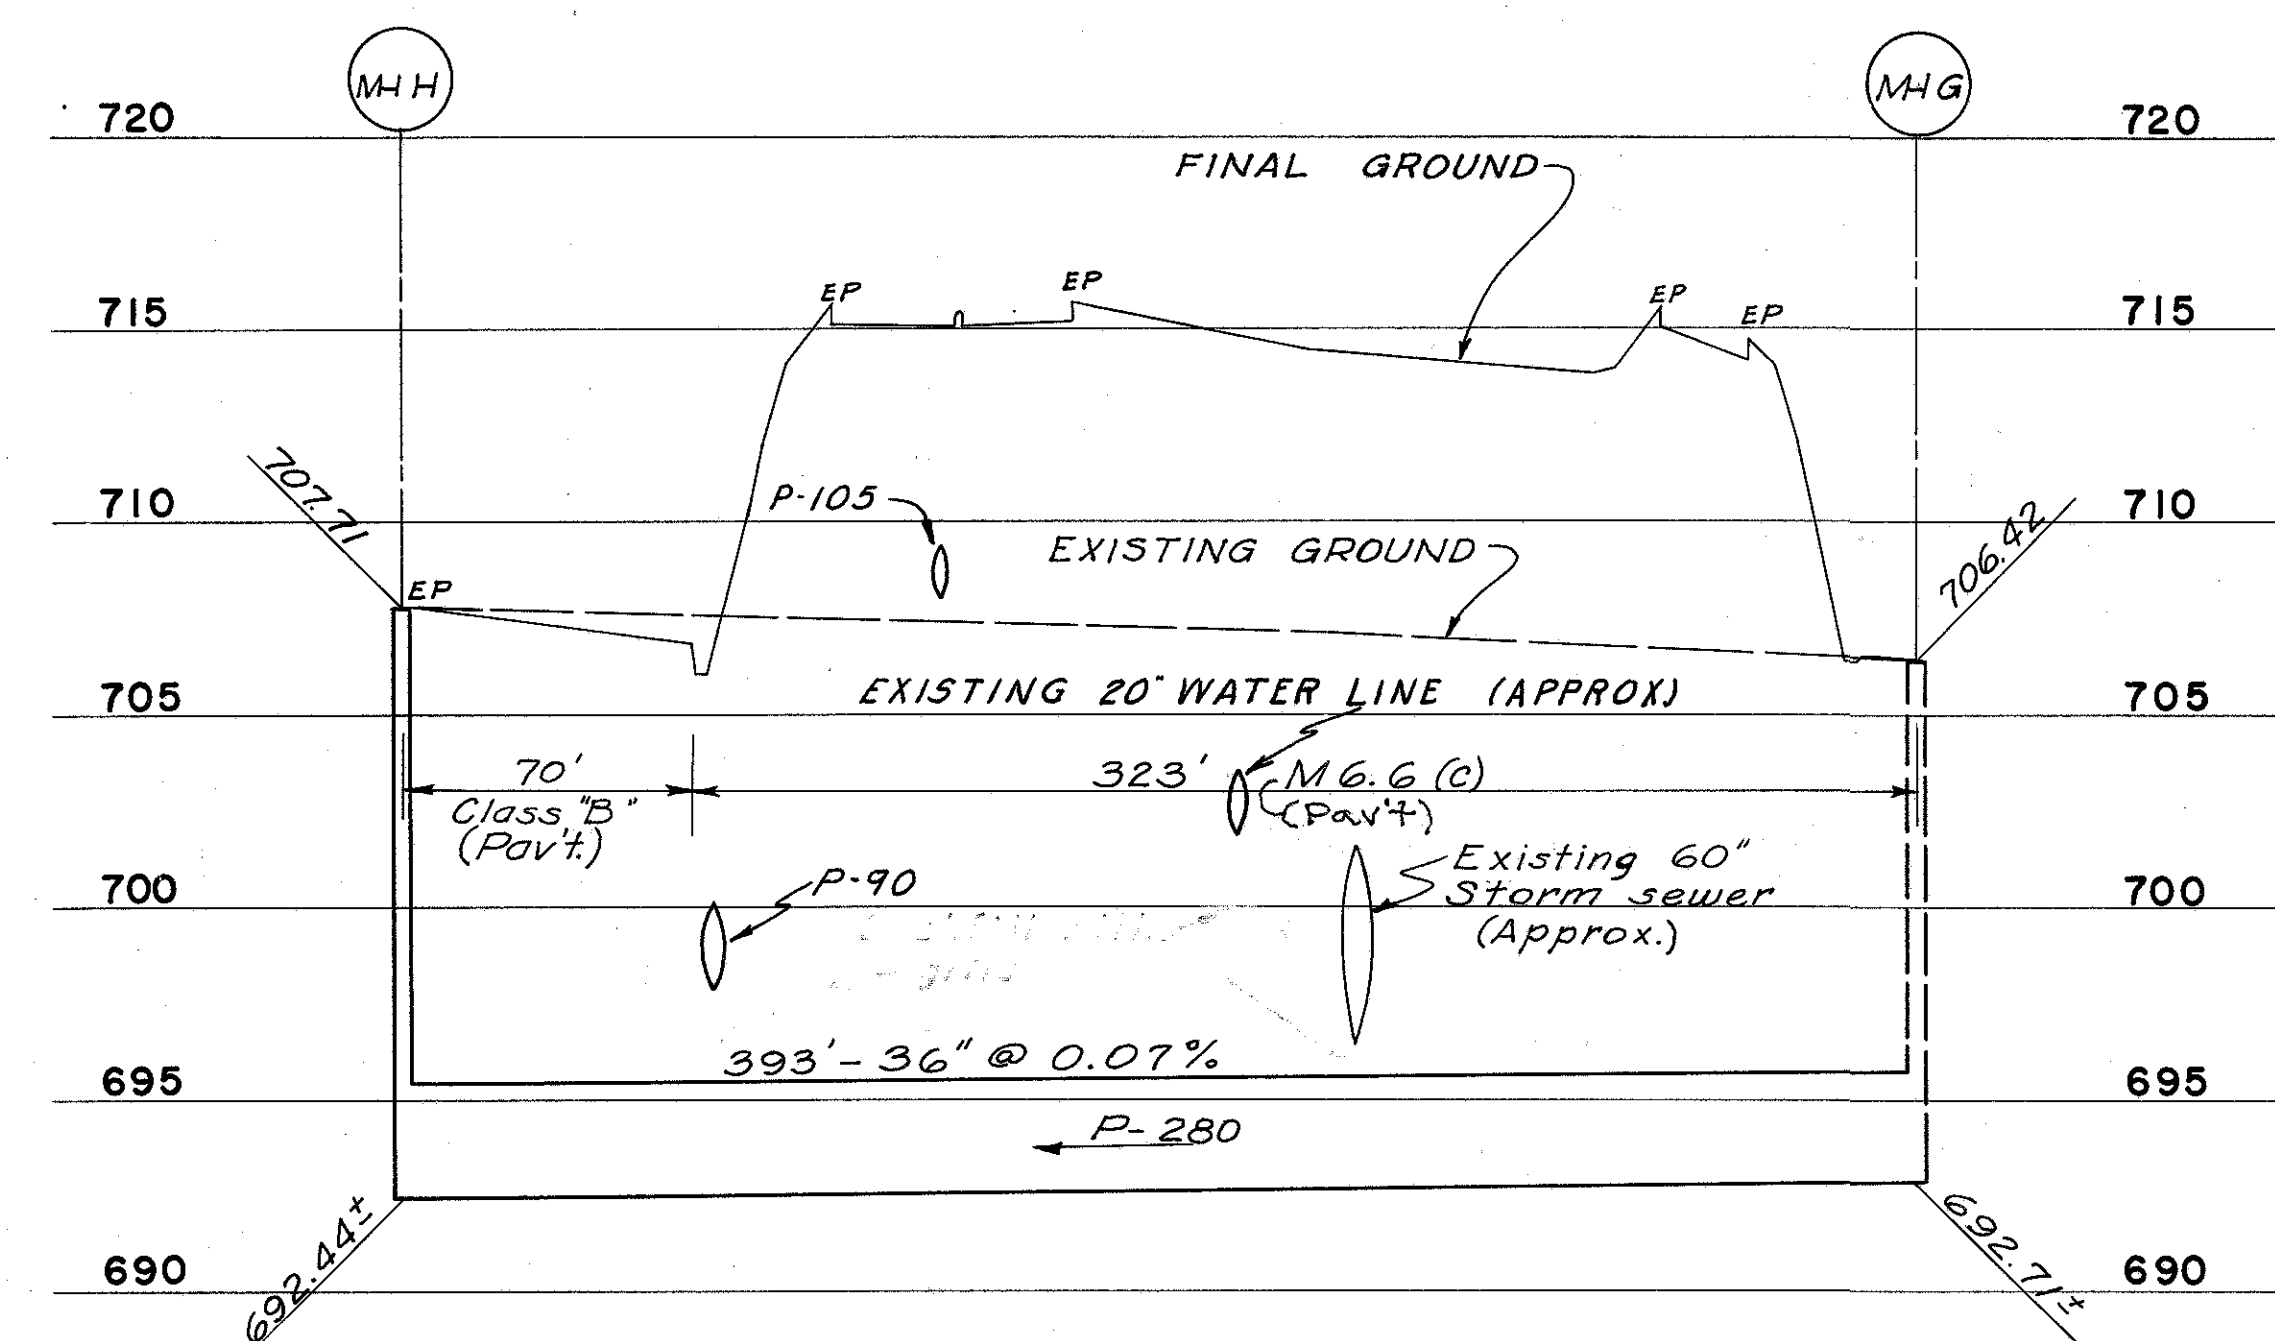 MH H
MH G
720
720
FINAL GROUND
EP
EP
EP
EP
715
715
P-105
710
710
707.71
EXISTING GROUND
706.42
EP
EXISTING 20" WATER LINE (APPROX)
705
705
70'
323'
M 6.6 (c)
Class "B"
(Pav't)
(Pav't.)
Existing 60"
P-90
Storm sewer
700
700
(Approx.)
393' - 36" @ 0.07%
695
695
P-280
692.44±
692.71±
690
690